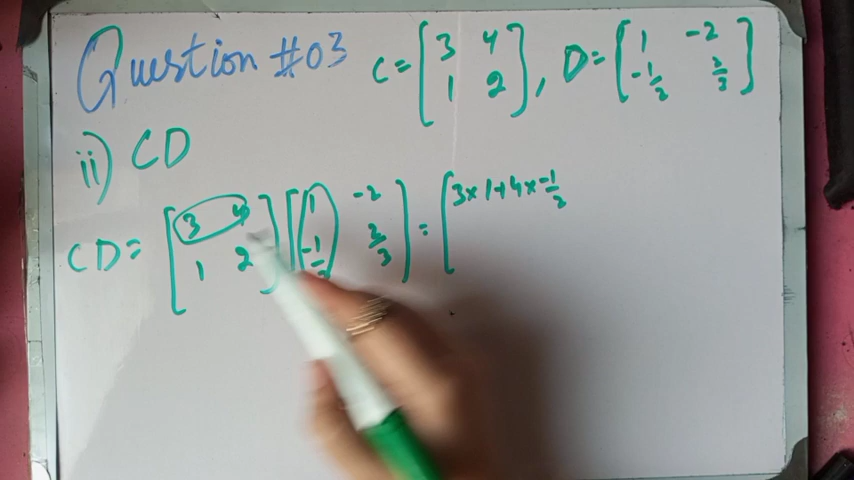 Question #03 C = [3 4; 1 2], D = [1 -2; -1/2 2/3]
ii) CD
CD = [3 4; 1 2] [1 -2; -1/2 2/3] = [3×1+4×-1/2